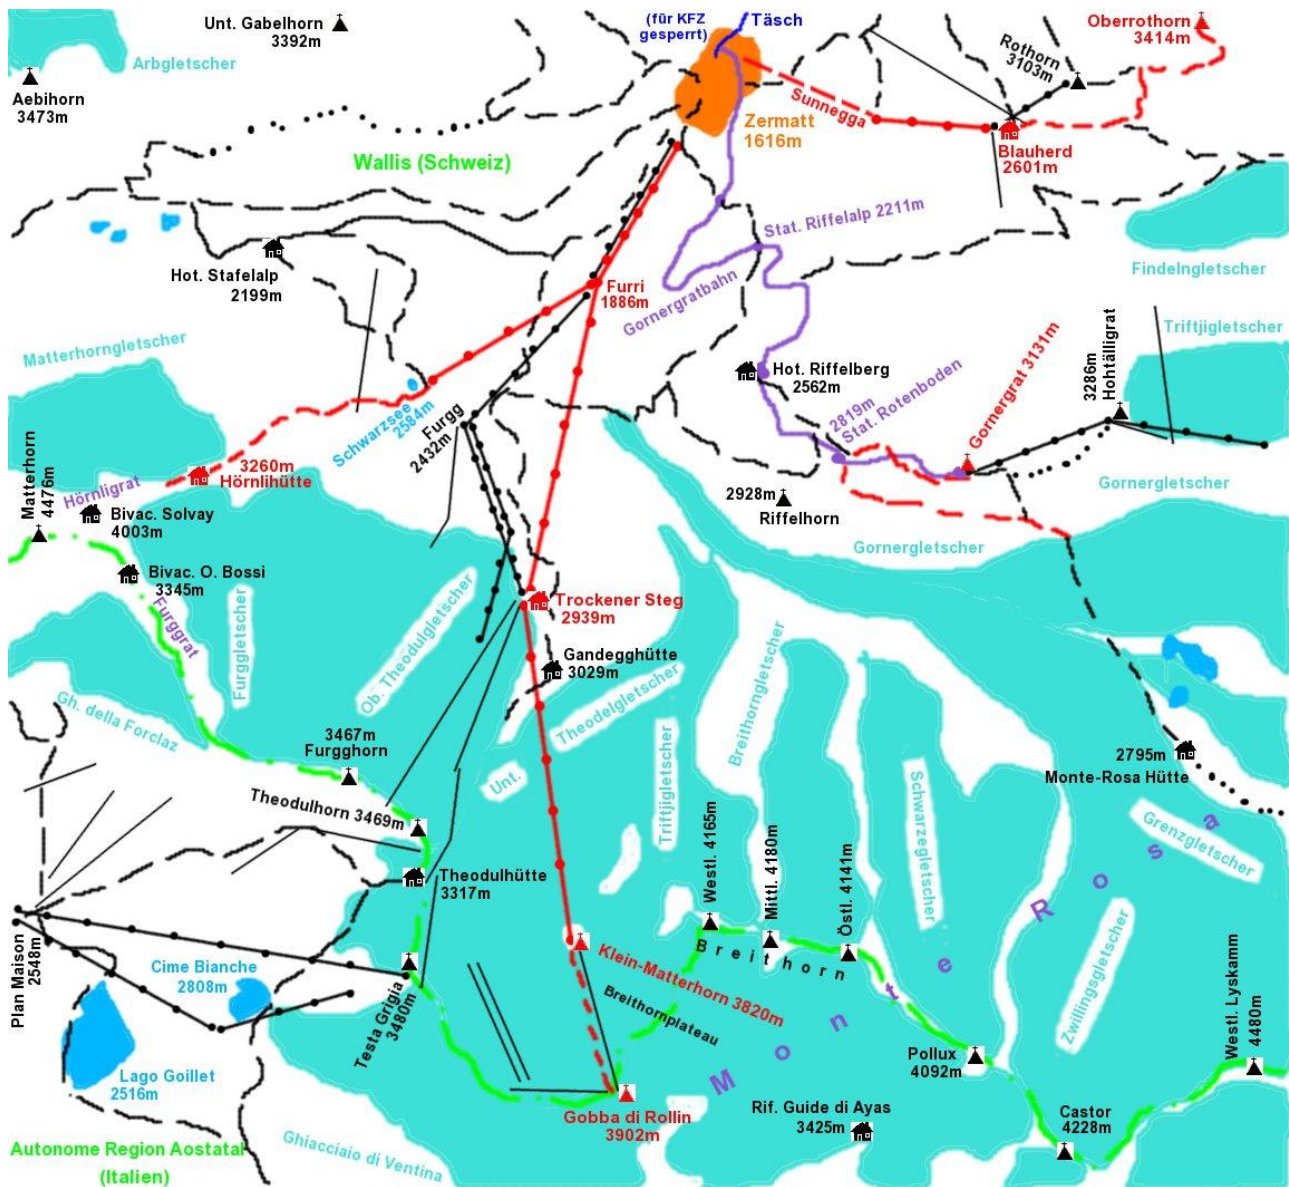 Unt. Gabelhorn
3392m
(für KFZ
gesperrt)
Täsch
Oberrothorn
3414m
Rothorn
3103m
Arbgletscher
Aebihorn
3473m
Sunnegga
Zermatt
1616m
Blauherd
2601m
Wallis (Schweiz)
Stat. Riffelalp 2211m
Hot. Stafelalp
2199m
Furri
1886m
Gornergratbahn
Findelngletscher
Matterhorngletscher
Triftjigletscher
Hot. Riffelberg
2562m
3286m
Hohtälligrat
Schwarzsee
2584m
Furgg
2432m
2819m
Stat. Rotenboden
Gornergrat 3131m
3260m
Hörnlihütte
Hörnligrat
Matterhorn
4476m
Bivac. Solvay
4003m
2928m
Riffelhorn
Gornergletscher
Gornergletscher
Bivac. O. Bossi
3345m
Furggrat
Furggletscher
Ob. Theodulgletscher
Trockener Steg
2939m
Gandegghütte
3029m
Unt.
Theodelgletscher
Triftjigletscher
Breithorngletscher
Schwarzegletscher
Gh. della Forclaz
3467m
Furgghorn
Theodulhorn 3469m
2795m
Monte-Rosa Hütte
Grenzgletscher
Theodulhütte
3317m
Westl. 4165m
Mittl. 4180m
Östl. 4141m
Breithorn
Monte Rosa
Zwillingsgletscher
Plan Maison
2548m
Cime Bianche
2808m
Testa Grigia
3480m
Klein-Matterhorn 3820m
Breithornplateau
Westl. Lyskamm
4480m
Lago Goillet
2516m
Pollux
4092m
Gobba di Rollin
3902m
Rif. Guide di Ayas
3425m
Castor
4228m
Autonome Region Aostatal
(Italien)
Ghiacciaio di Ventina